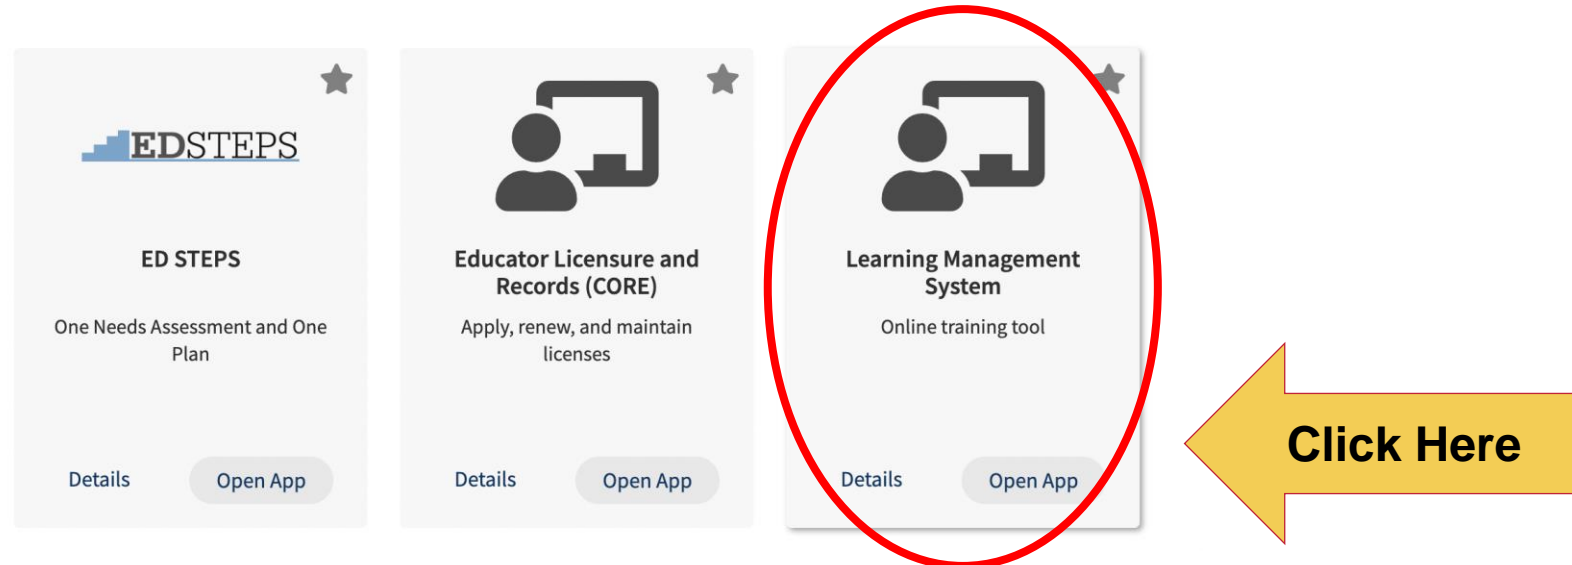 EDSTEPS
ED STEPS
One Needs Assessment and One
Plan
Details
Open App
Educator Licensure and
Records (CORE)
Apply, renew, and maintain
licenses
Details
Open App
Learning Management
System
Online training tool
Details
Open App
Click Here